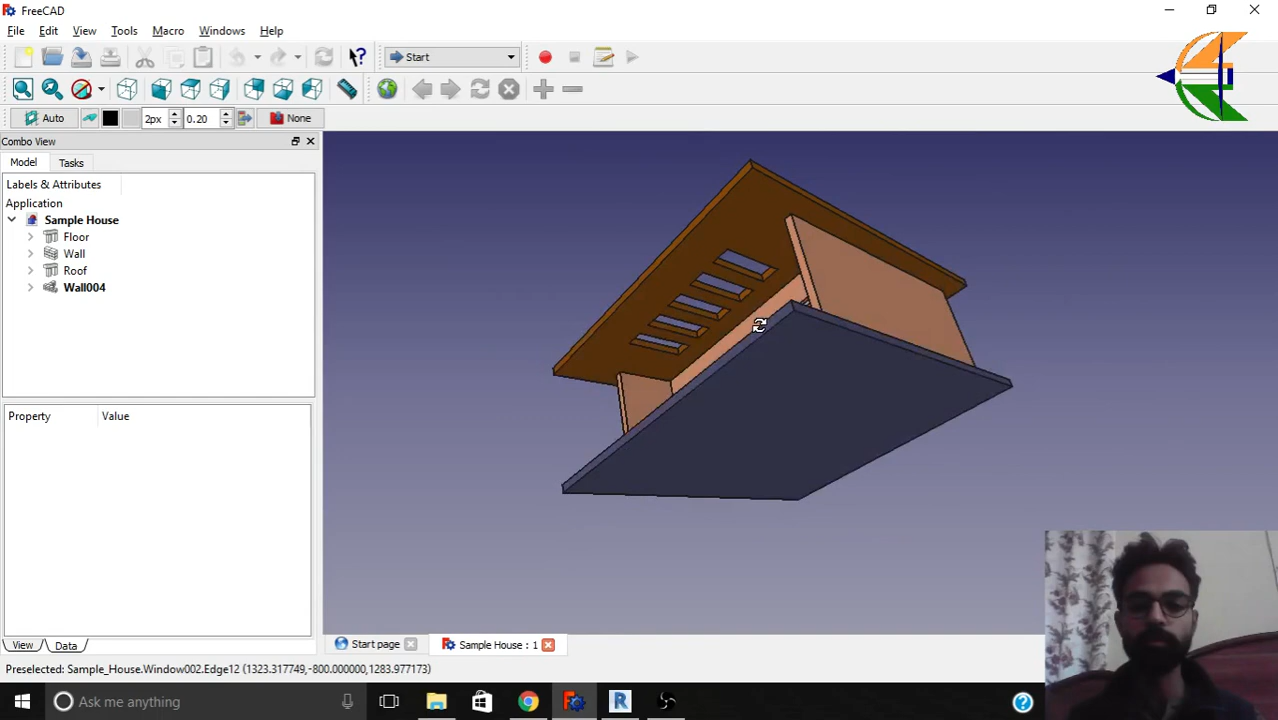 FreeCAD
File Edit View Tools Macro Windows Help
Start
Auto 2px 0.20 None
Combo View
Model Tasks
Labels & Attributes
Application
Sample House
Floor
Wall
Roof
Wall004
Property Value
View Data
Start page Sample House : 1
Preselected: Sample_House.Window002.Edge12 (1323.317749,-800.000000,1283.977173)
Ask me anything